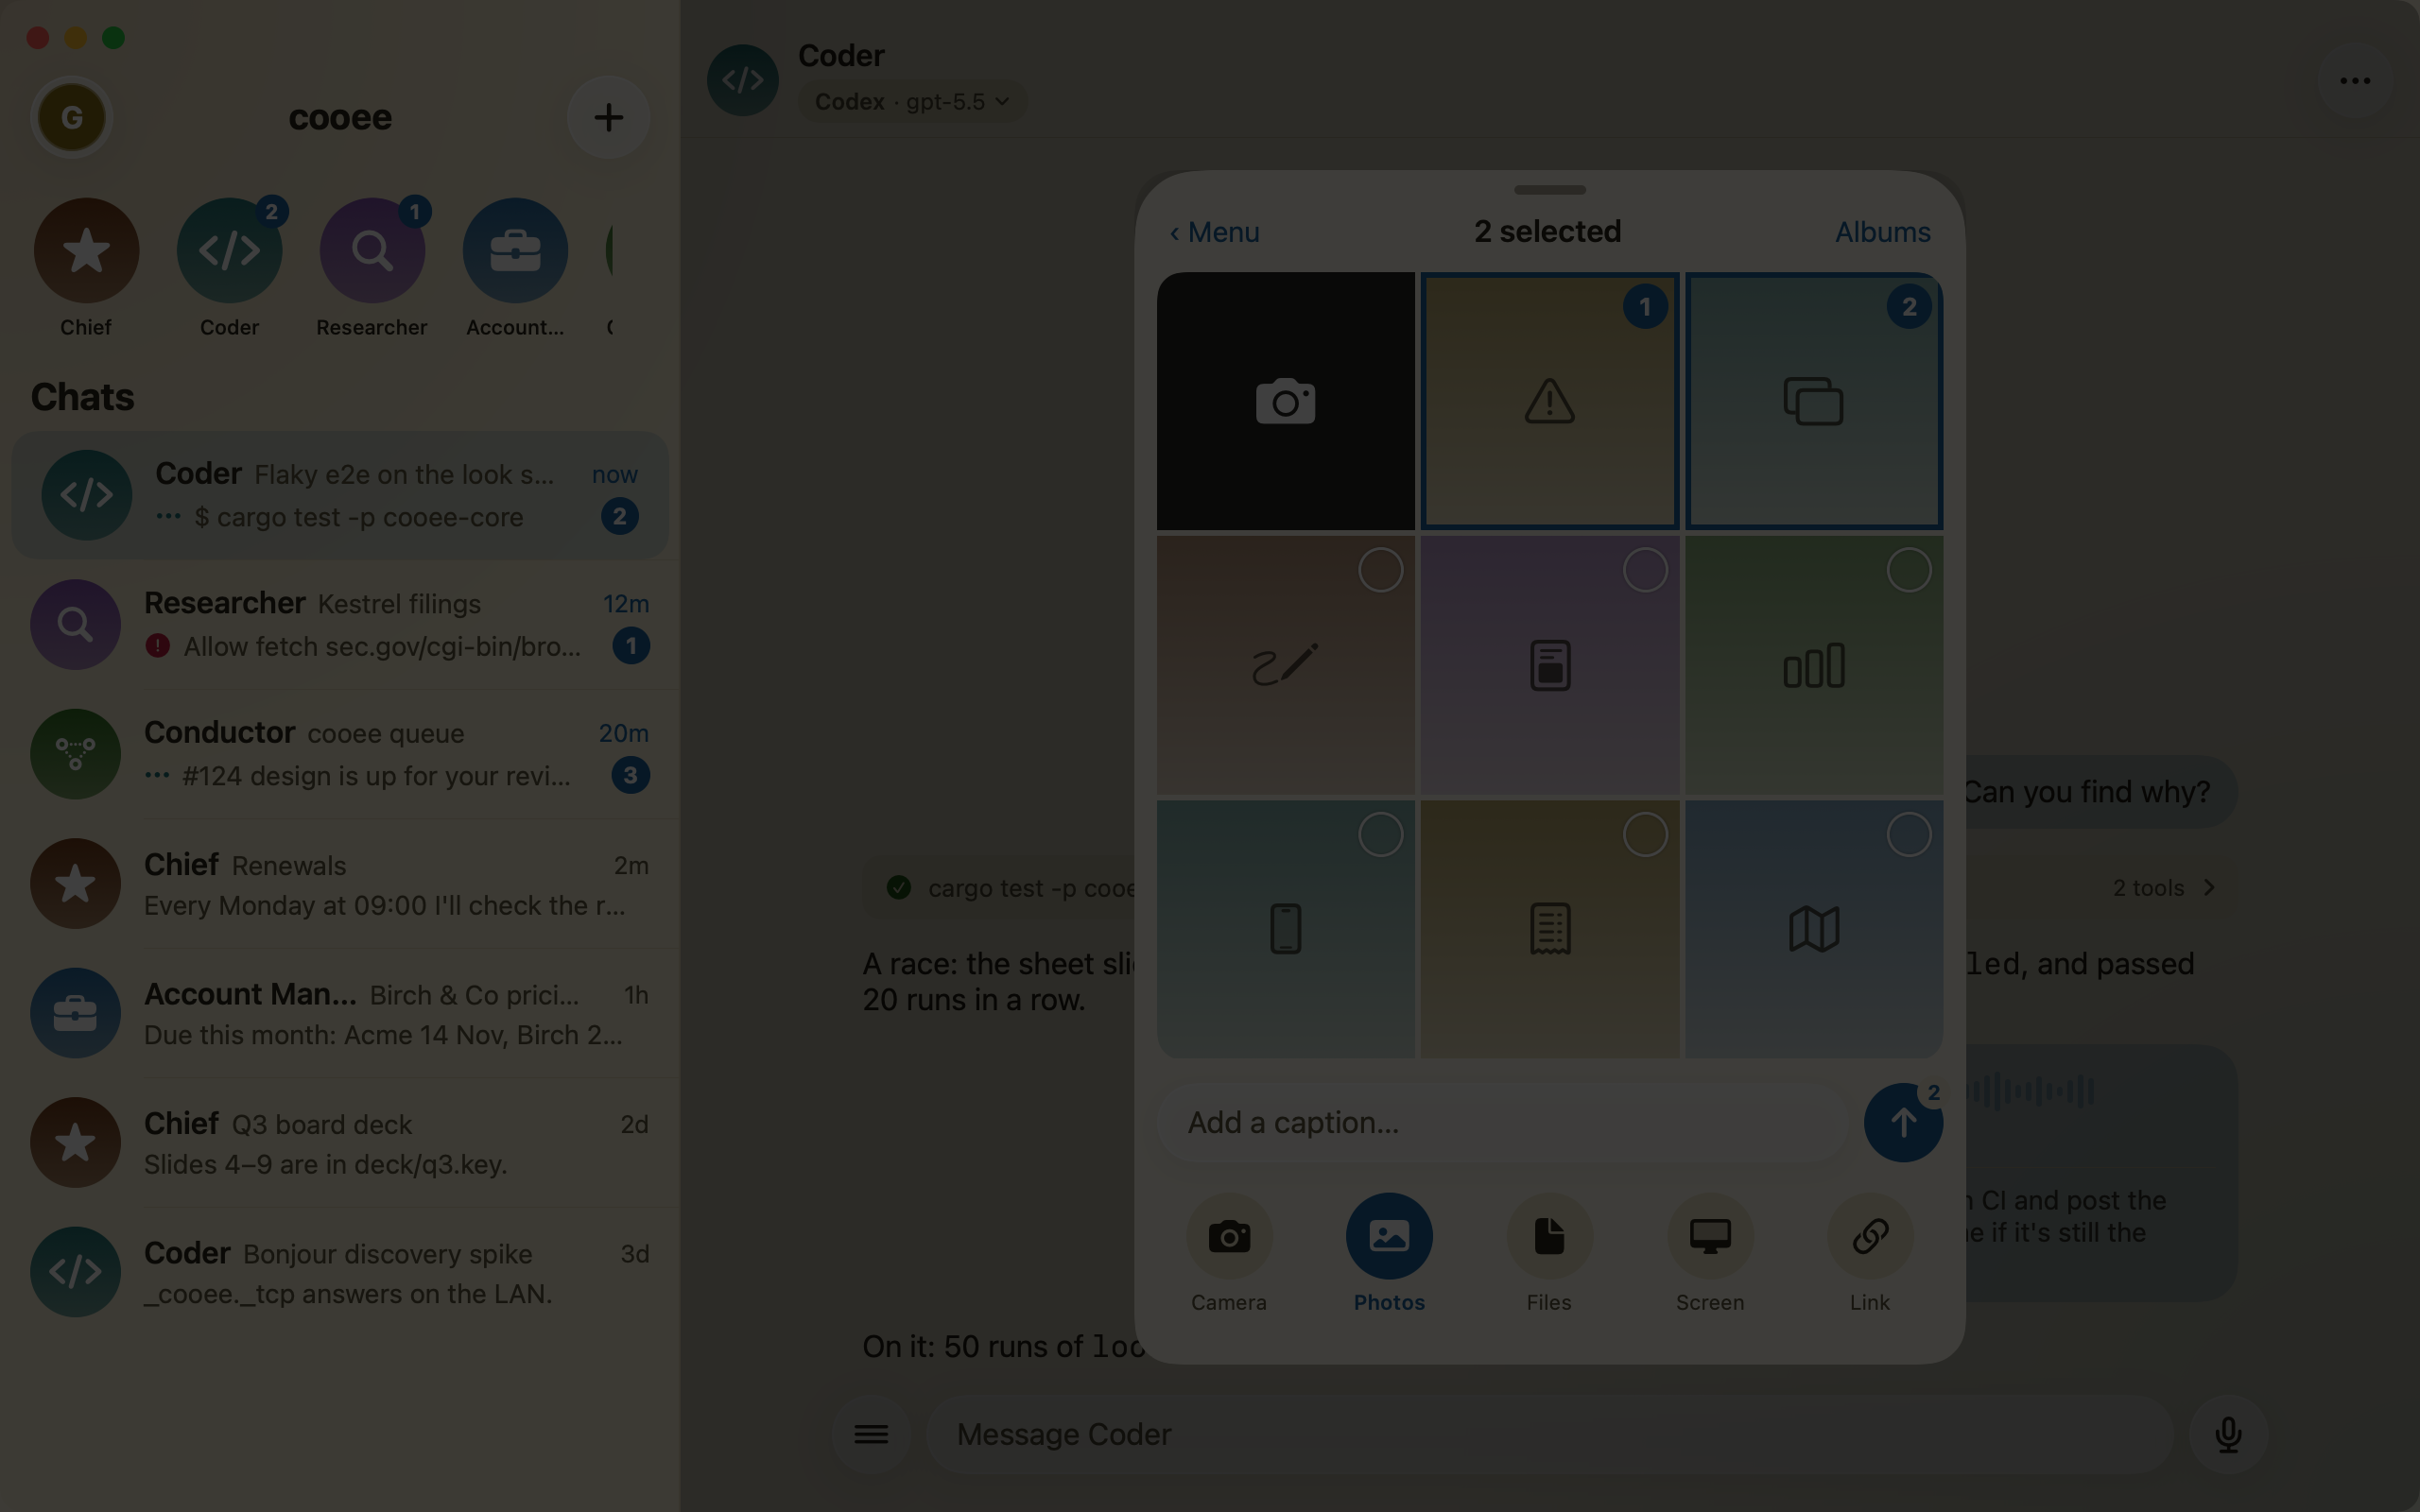 G
cooee
2
1
Chief
Coder
Researcher
Account...
Chats
Coder Flaky e2e on the look s... now
$ cargo test -p cooee-core 2
Researcher Kestrel filings 12m
Allow fetch sec.gov/cgi-bin/bro... 1
Conductor cooee queue 20m
#124 design is up for your revi... 3
Chief Renewals 2m
Every Monday at 09:00 I'll check the r...
Account Man... Birch & Co prici... 1h
Due this month: Acme 14 Nov, Birch 2...
Chief Q3 board deck 2d
Slides 4–9 are in deck/q3.key.
Coder Bonjour discovery spike 3d
_cooee._tcp answers on the LAN.
Coder
Codex · gpt-5.5
‹ Menu
2 selected
Albums
1
2
Can you find why?
cargo test -p cooe
2 tools
A race: the sheet sli
led, and passed
20 runs in a row.
Add a caption...
2
CI and post the
if it's still the
Camera
Photos
Files
Screen
Link
On it: 50 runs of loo
Message Coder